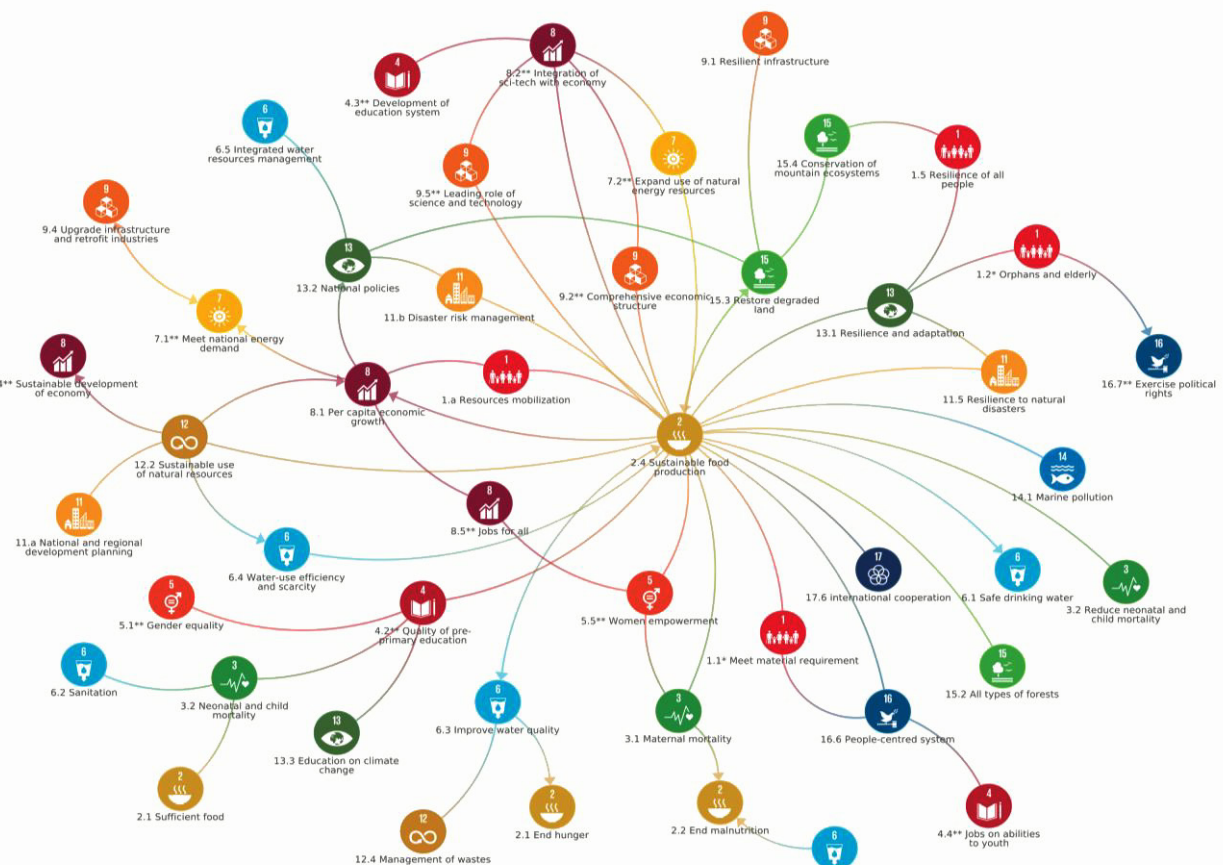 8
8.2** Integration of
sci-tech with economy
9
9.1 Resilient infrastructure
4
4.3** Development of
education system
6
6.5 Integrated water
resources management
9
9.5** Leading role of
science and technology
7
7.2** Expand use of natural
energy resources
15
15.4 Conservation of
mountain ecosystems
1
1.5 Resilience of all
people
9
9.4 Upgrade infrastructure
and retrofit industries
13
13.2 National policies
11
11.b Disaster risk management
9
9.2** Comprehensive economic
structure
15
15.3 Restore degraded
land
1
1.2* Orphans and elderly
13
13.1 Resilience and adaptation
7
7.1** Meet national energy
demand
8
4** Sustainable development
of economy
8
8.1 Per capita economic
growth
1
1.a Resources mobilization
11
11.5 Resilience to natural
disasters
16
16.7** Exercise political
rights
12
12.2 Sustainable use
of natural resources
2
2.4 Sustainable food
production
14
14.1 Marine pollution
11
11.a National and regional
development planning
8
8.5** Jobs for all
6
6.4 Water-use efficiency
and scarcity
17
17.6 international cooperation
6
6.1 Safe drinking water
3
3.2 Reduce neonatal and
child mortality
5
5.1** Gender equality
4
4.2** Quality of pre-
primary education
5
5.5** Women empowerment
1
1.1* Meet material requirement
6
6.2 Sanitation
3
3.2 Neonatal and child
mortality
15
15.2 All types of forests
13
13.3 Education on climate
change
6
6.3 Improve water quality
3
3.1 Maternal mortality
16
16.6 People-centred system
2
2.1 Sufficient food
12
12.4 Management of wastes
2
2.1 End hunger
2
2.2 End malnutrition
6
4
4.4** Jobs on abilities
to youth